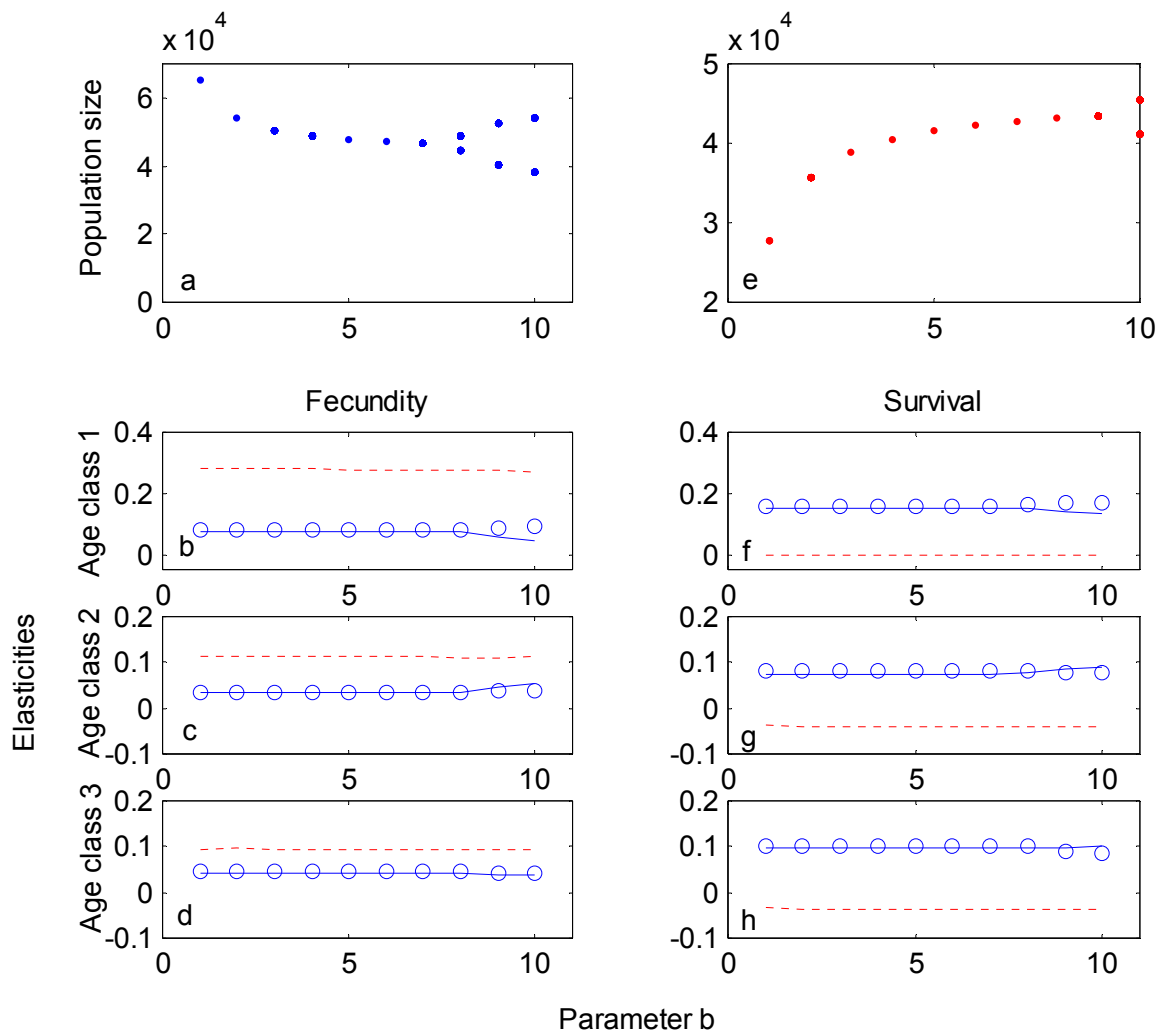 x 10^4
6
4
2
0
Population size
a
0 5 10
x 10^4
5
4
3
2
e
0 5 10
Fecundity
Survival
Elasticities
Age class 1
0.4
0.2
0
b
0 5 10
0.4
0.2
0
f
0 5 10
Age class 2
0.2
0.1
0
-0.1
c
0 5 10
0.2
0.1
0
-0.1
g
0 5 10
Age class 3
0.2
0.1
0
-0.1
d
0 5 10
0.2
0.1
0
-0.1
h
0 5 10
Parameter b